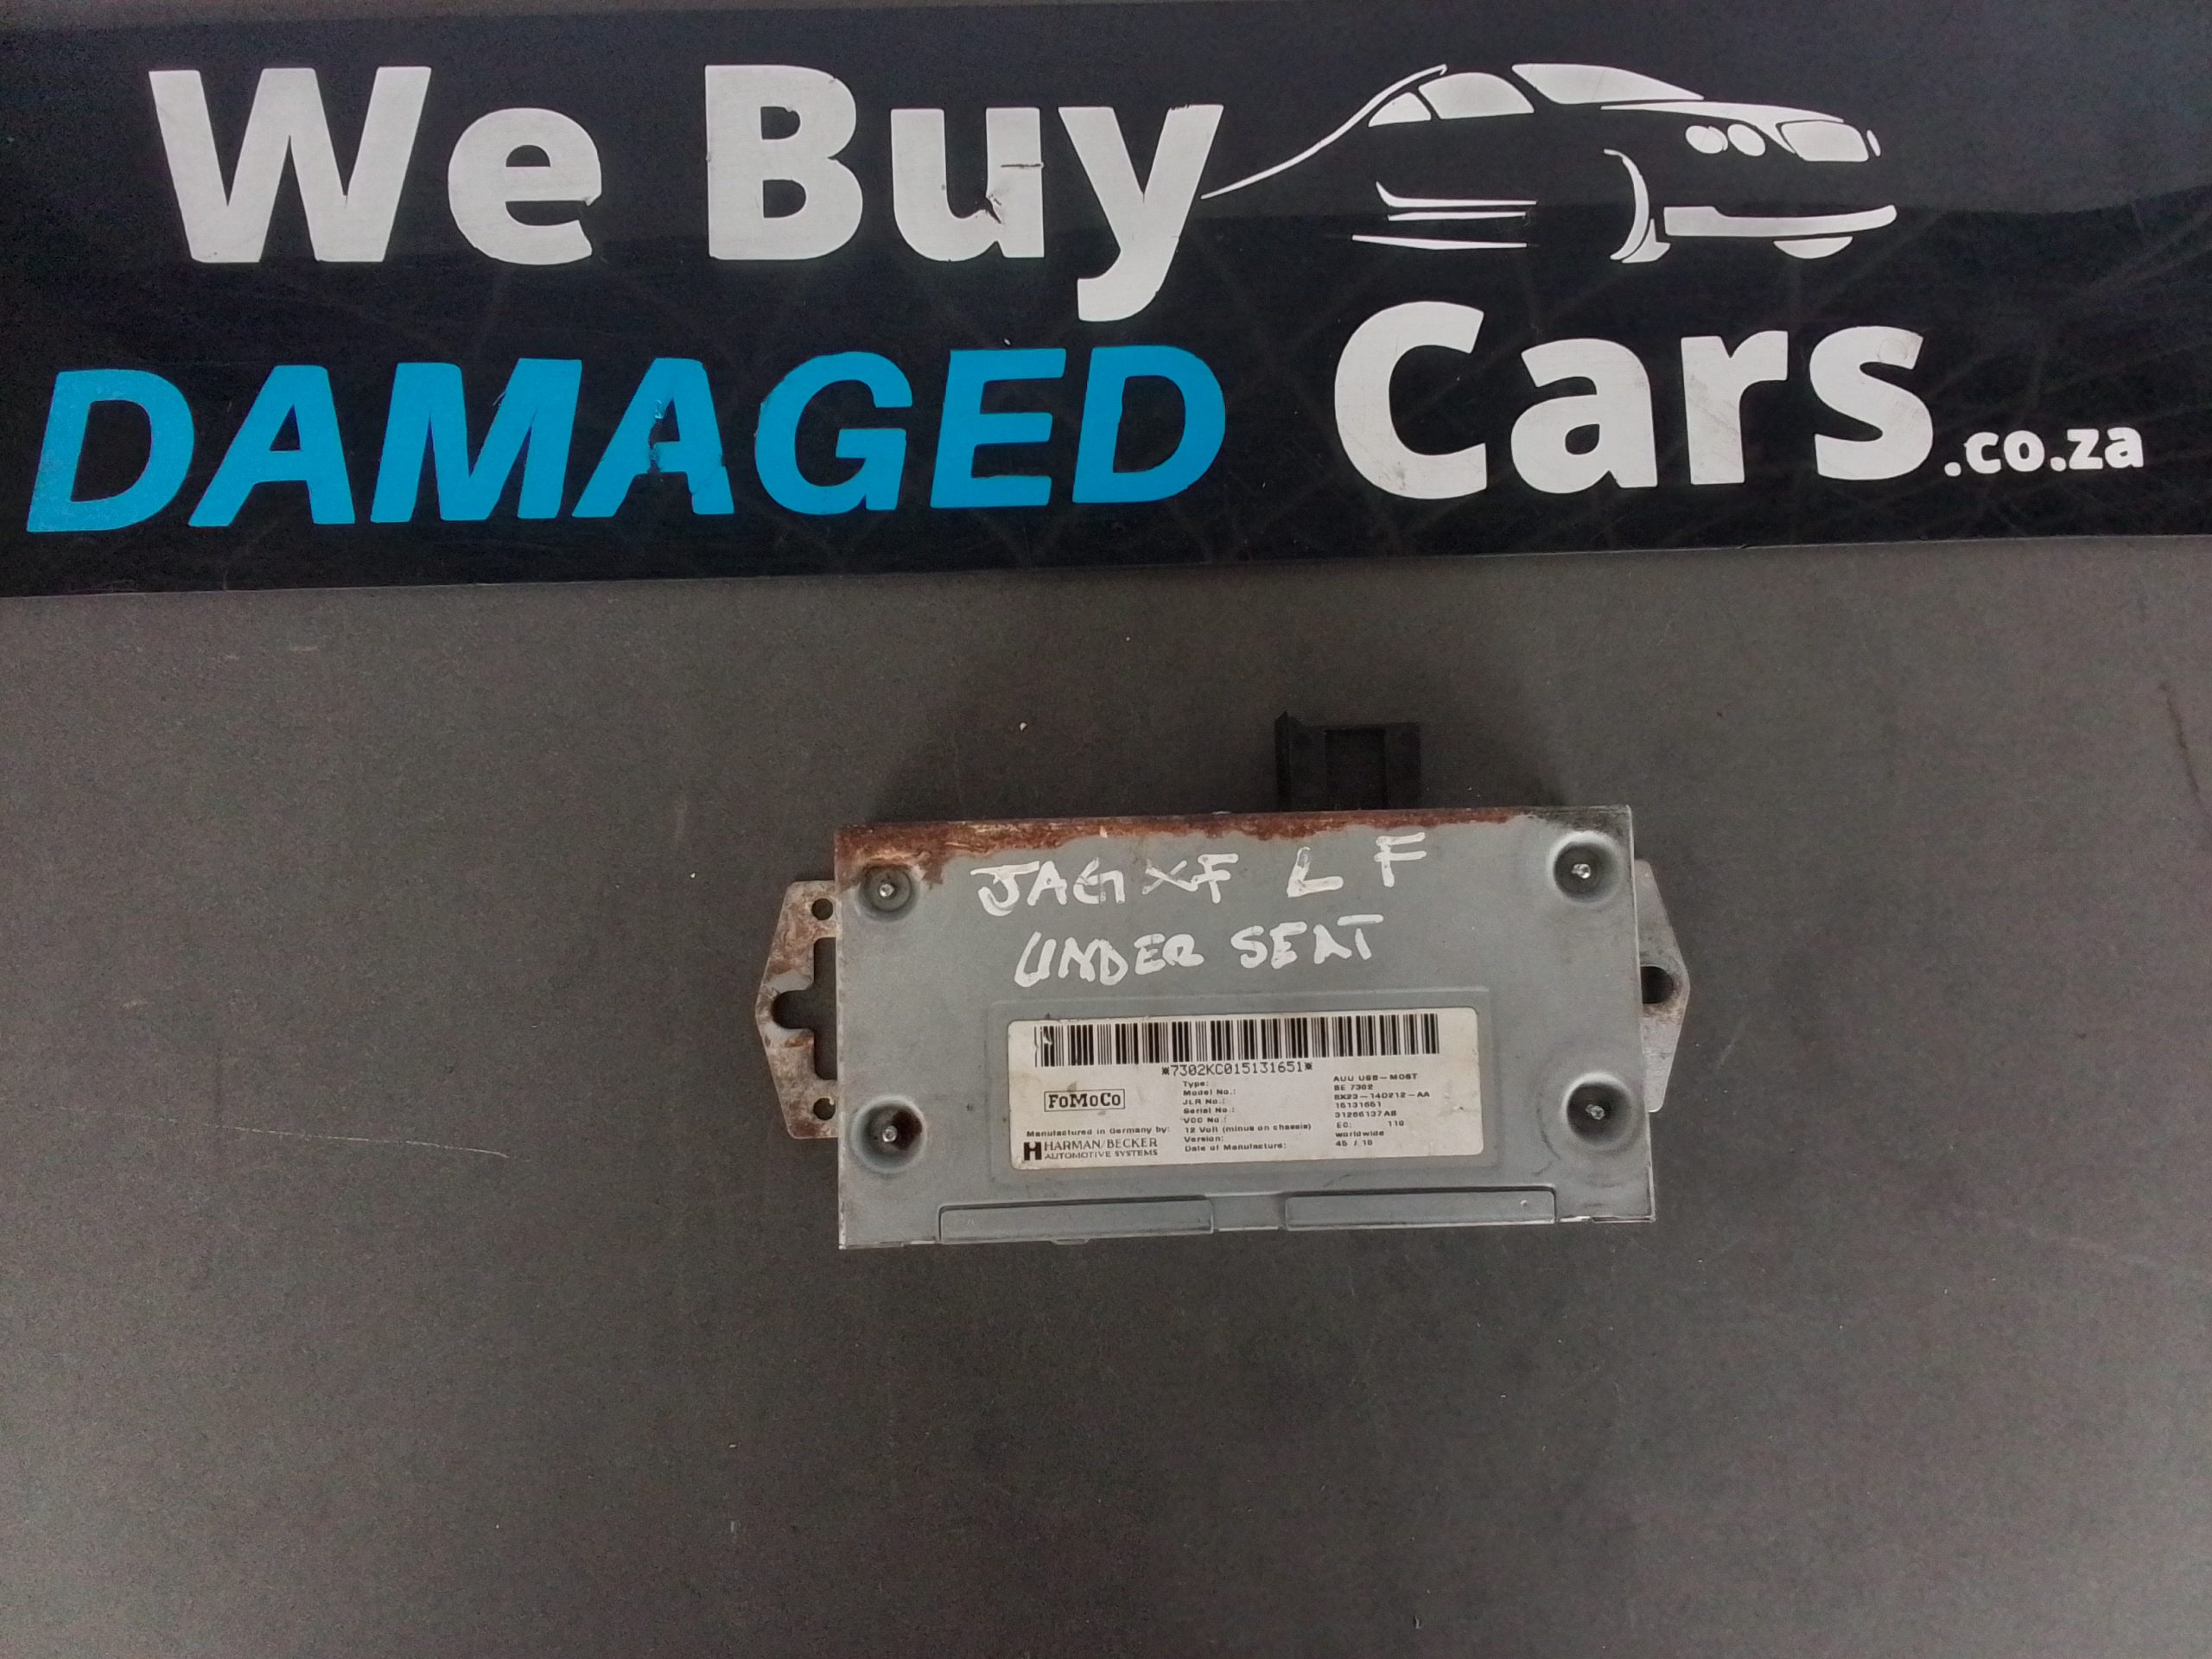 We Buy
DAMAGED Cars.co.za
JAG XF L F
UNDER SEAT
*7302KC015131651*
FoMoCo
Manufactured in Germany by:
HARMAN/BECKER
AUTOMOTIVE SYSTEMS
Type: AUU USB-MOST
Model No.: BE 7302
JLR No.: 8X23-14D212-AA
Serial No.: 15131651
VCC No.: 31266137AB
12 Volt (minus on chassis) EC: 110
Version: worldwide
Date of Manufacture: 45 / 10